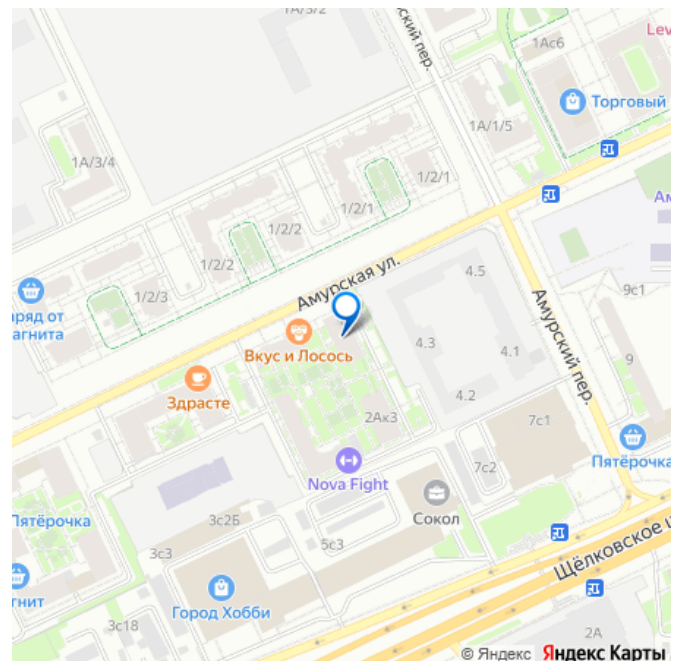 1А/3/2
Амурский пер.
1Ас6
Lev
Торговый
1А/1/5
1А/3/4
1/2/1
1/2/1
1/2/2
1/2/2
1/2/3
Амурская ул.
4.5
9с1
Амурский пер.
аряд от
агнита
Вкус и Лосось
4.3
4.1
9
Здрасте
4.2
2Ак3
7с1
Пятёрочка
Nova Fight
7с2
Сокол
Пятёрочка
3с2Б
5с3
3с3
Щёлковское
гнит
Город Хобби
3с18
2А
© Яндекс Яндекс Карты